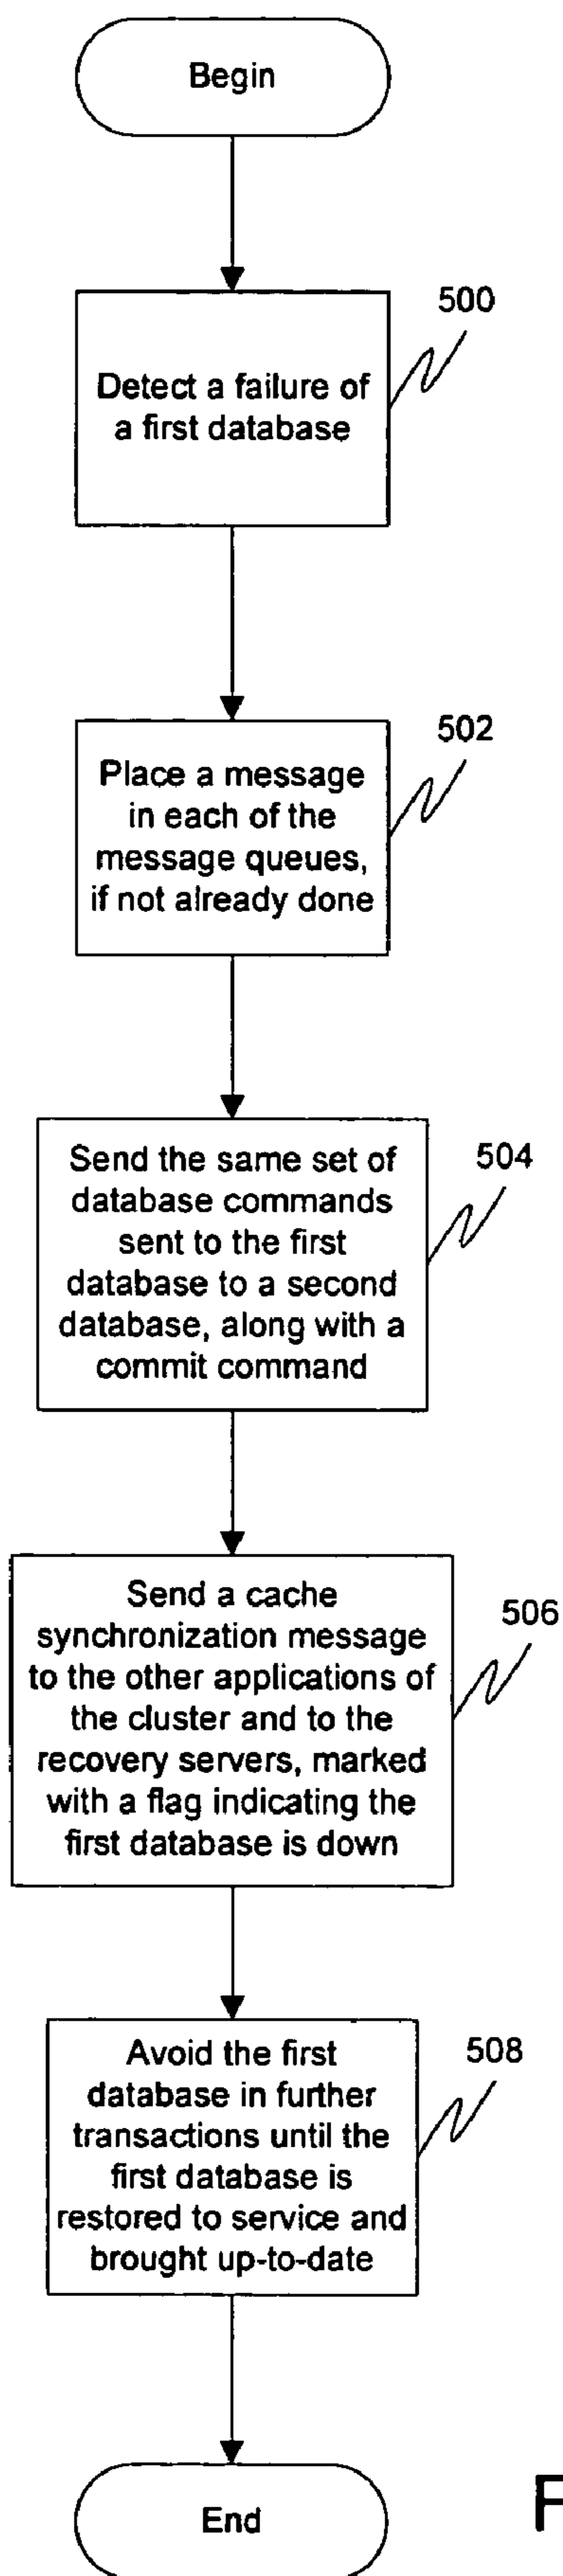 Begin
500
Detect a failure of
a first database
502
Place a message
in each of the
message queues,
if not already done
504
Send the same set of
database commands
sent to the first
database to a second
database, along with a
commit command
506
Send a cache
synchronization message
to the other applications of
the cluster and to the
recovery servers, marked
with a flag indicating the
first database is down
508
Avoid the first
database in further
transactions until the
first database is
restored to service and
brought up-to-date
End
F